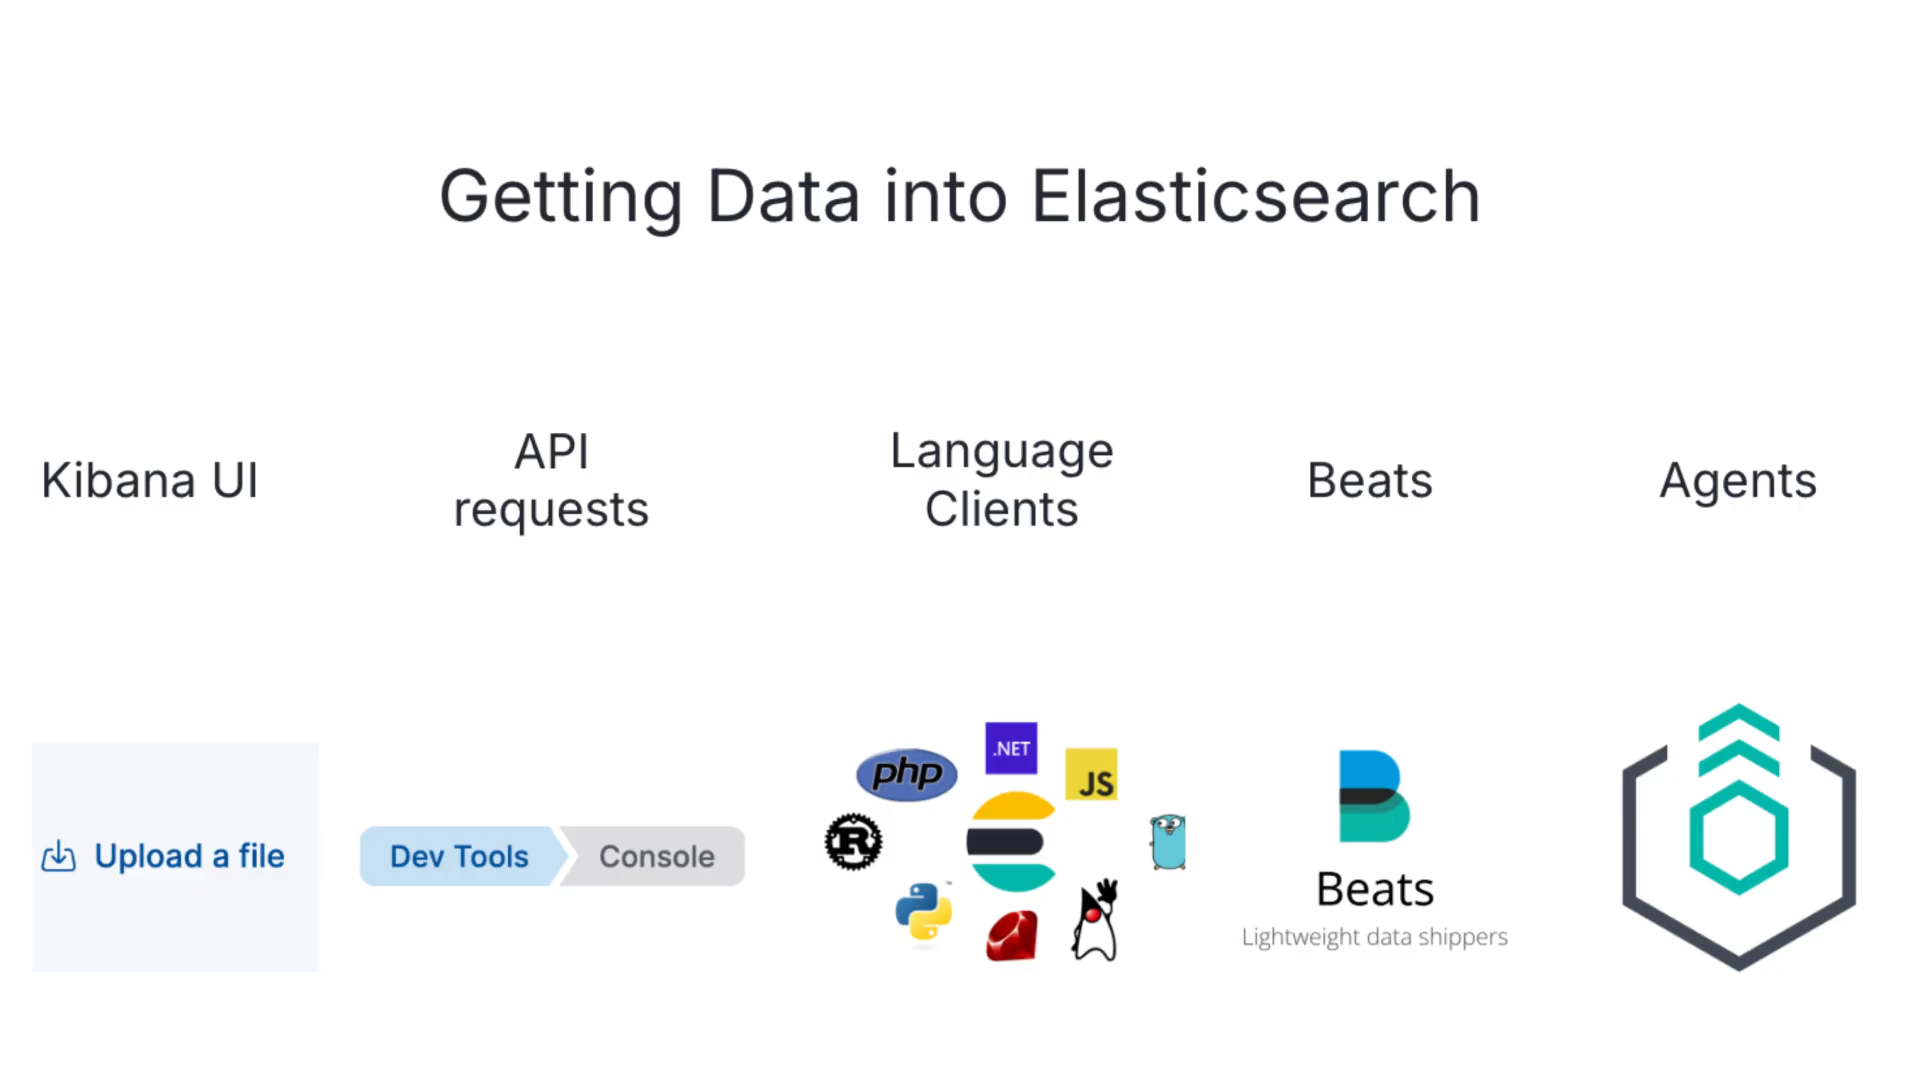 Getting Data into Elasticsearch
Kibana UI
API
requests
Language
Clients
Beats
Agents
Upload a file
Dev Tools
Console
php
.NET
JS
R
™
Beats
Lightweight data shippers